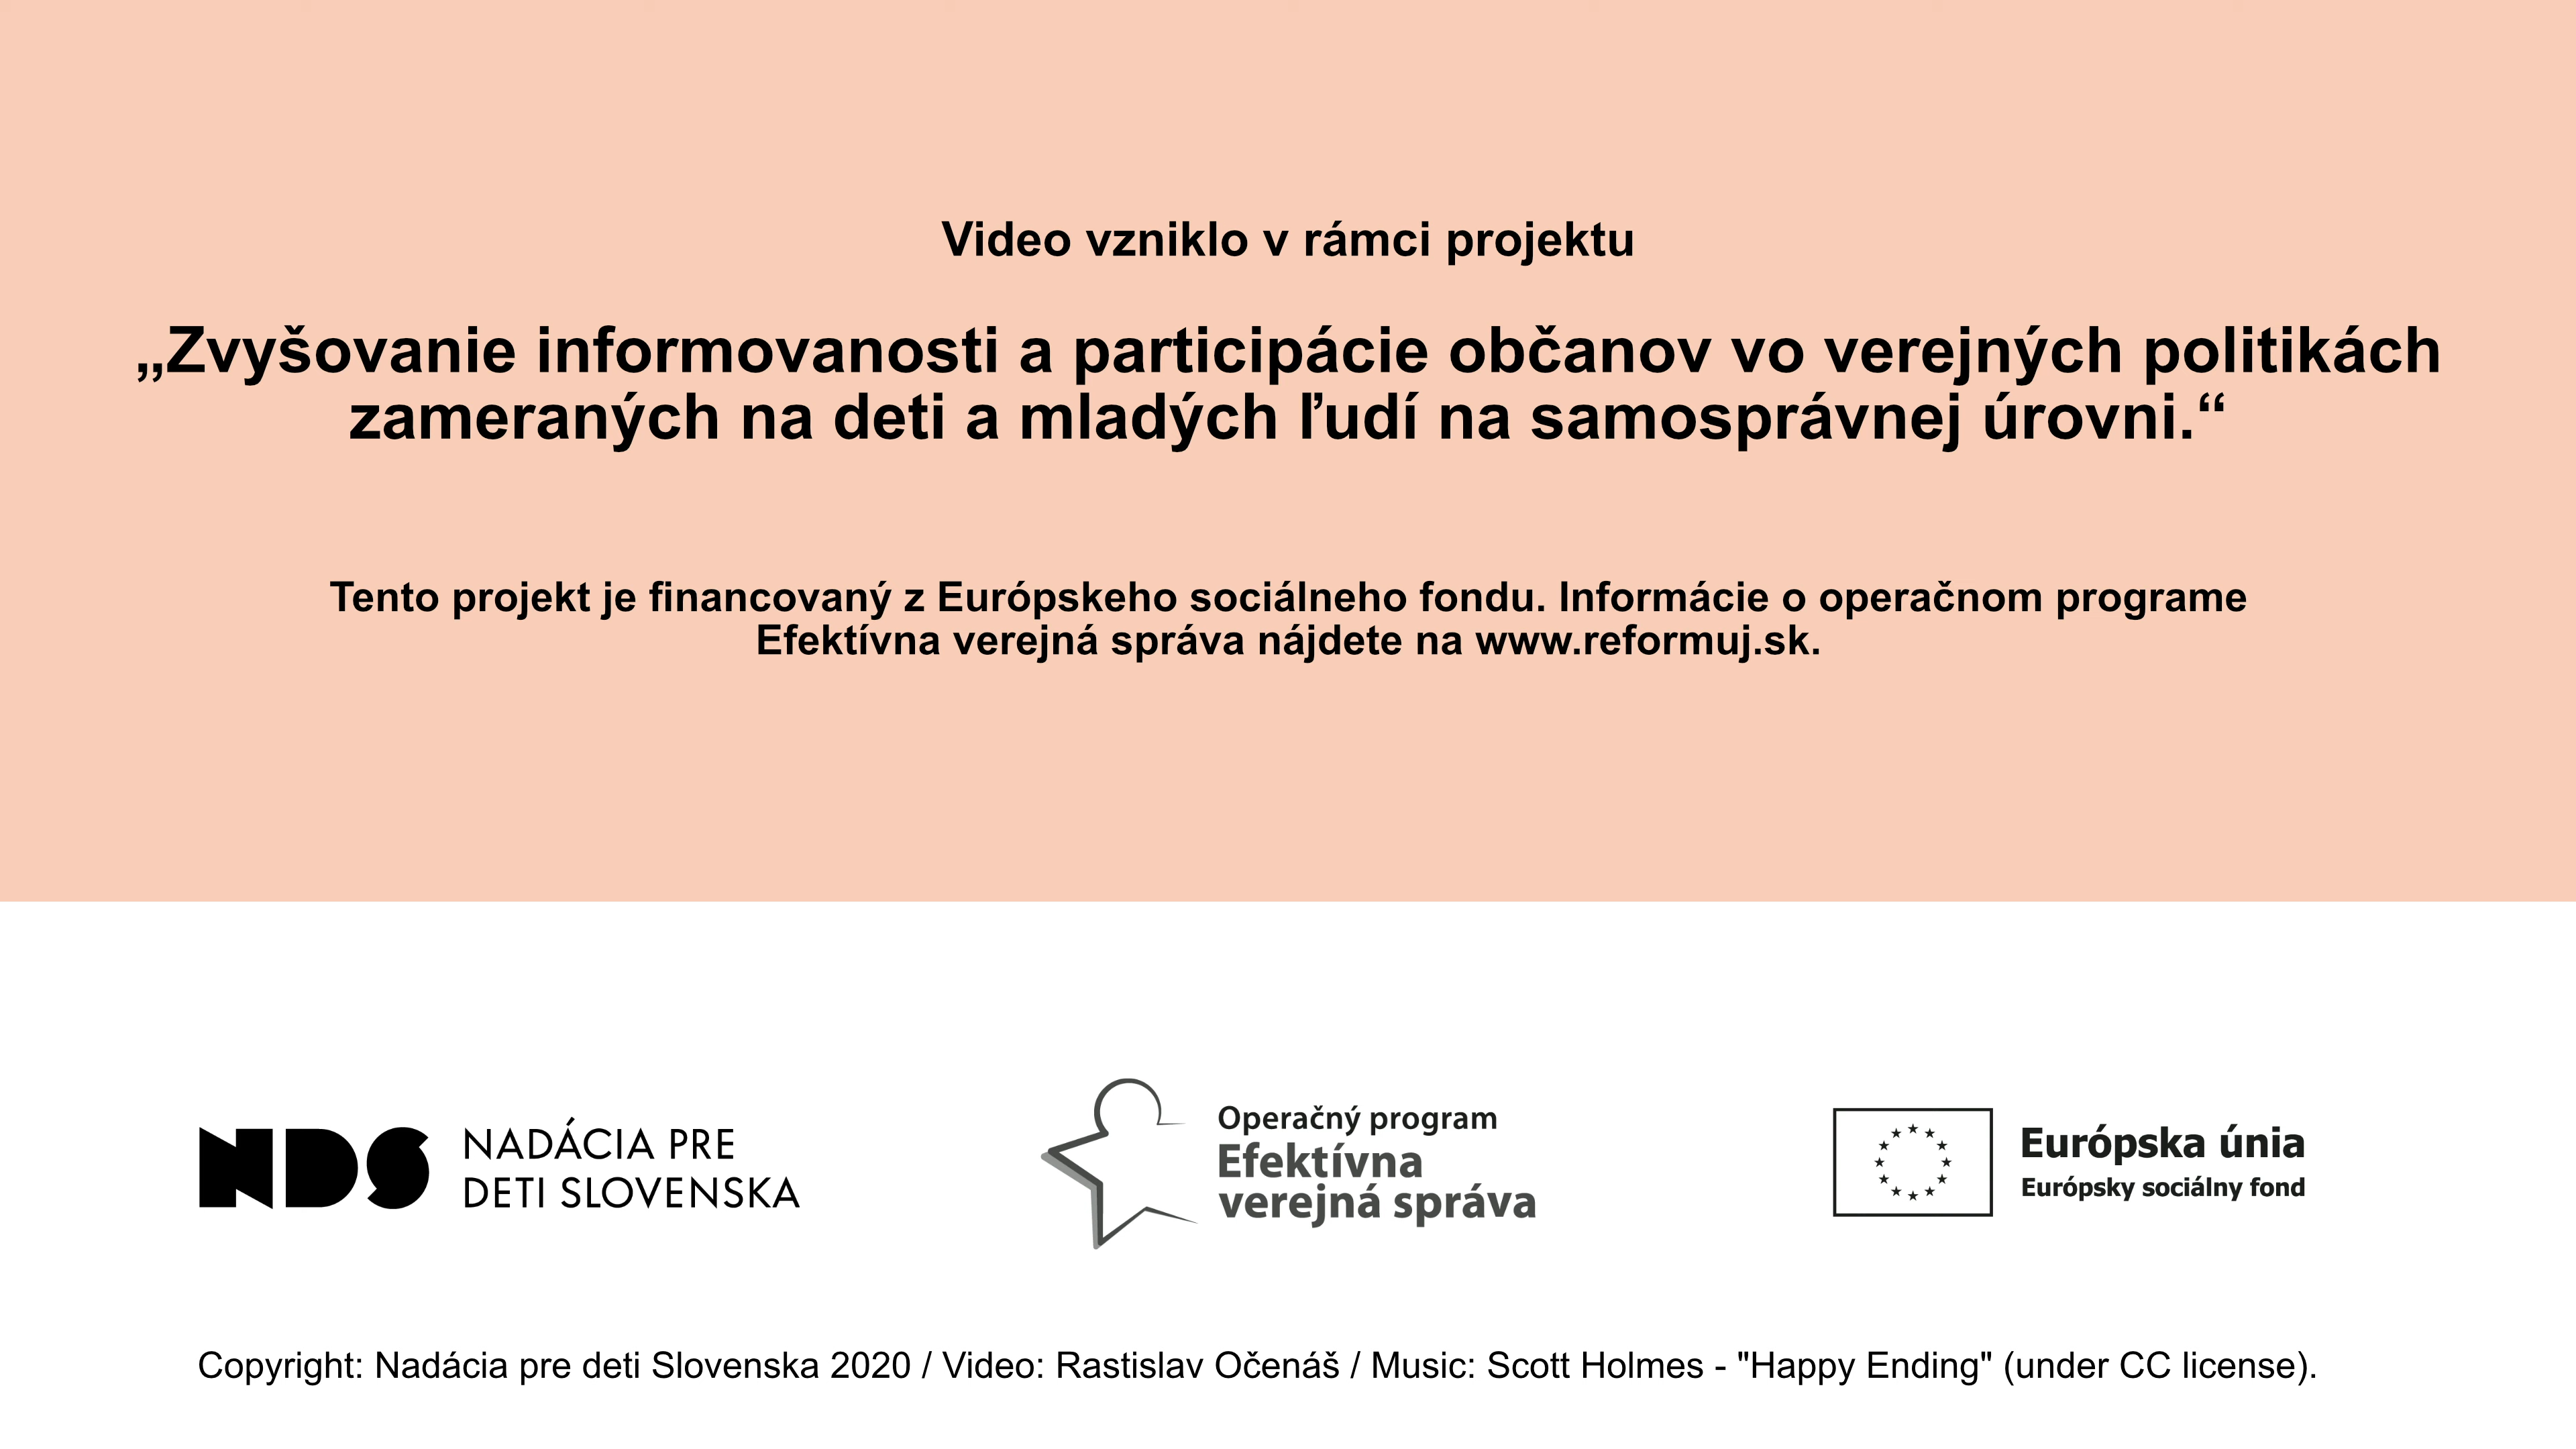 Video vzniklo v rámci projektu
„Zvyšovanie informovanosti a participácie občanov vo verejných politikách
zameraných na deti a mladých ľudí na samosprávnej úrovni.“
Tento projekt je financovaný z Európskeho sociálneho fondu. Informácie o operačnom programe
Efektívna verejná správa nájdete na www.reformuj.sk.
NDS
NADÁCIA PRE
DETI SLOVENSKA
Operačný program
Efektívna
verejná správa
Európska únia
Európsky sociálny fond
Copyright: Nadácia pre deti Slovenska 2020 / Video: Rastislav Očenáš / Music: Scott Holmes - "Happy Ending" (under CC license).